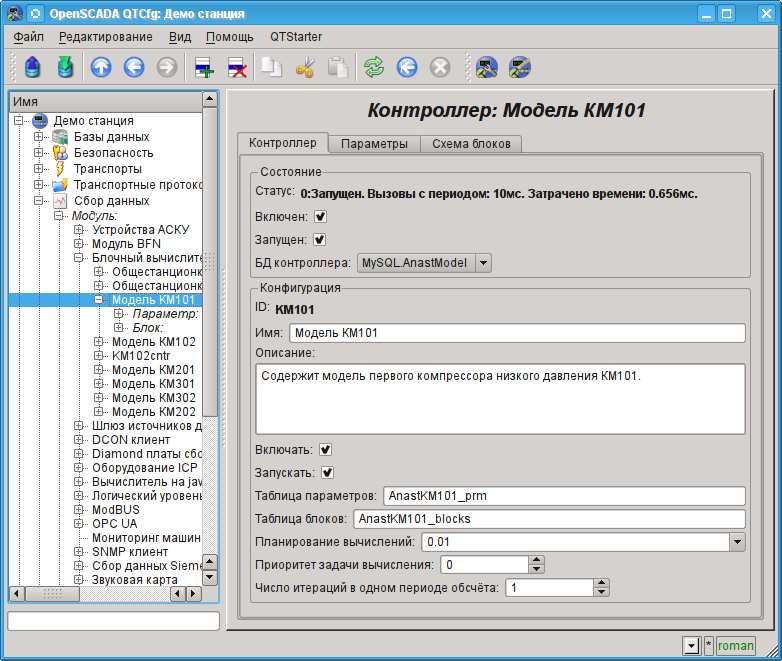 OpenSCADA QTCfg: Демо станция
Файл Редактирование Вид Помощь QTStarter
Имя
Демо станция
Базы данных
Безопасность
Транспорты
Транспортные протоко
Сбор данных
Модуль:
Устройства АСКУ
Модуль BFN
Блочный вычислите
Общестанционн
Общестанционн
Модель КМ101
Параметр:
Блок:
Модель КМ102
KM102cntr
Модель КМ201
Модель КМ301
Модель КМ302
Модель КМ202
Шлюз источников д
DCON клиент
Diamond платы сбо
Оборудование ICP
Вычислитель на jav
Логический уровень
ModBUS
OPC UA
Мониторинг машин
SNMP клиент
Сбор данных Sieme
Звуковая карта
Контроллер: Модель КМ101
Контроллер Параметры Схема блоков
Состояние
Статус: 0:Запущен. Вызовы с периодом: 10мс. Затрачено времени: 0.656мс.
Включен:
Запущен:
БД контроллера: MySQL.AnastModel
Конфигурация
ID: KM101
Имя: Модель КМ101
Описание:
Содержит модель первого компрессора низкого давления КМ101.
Включать:
Запускать:
Таблица параметров: AnastKM101_prm
Таблица блоков: AnastKM101_blocks
Планирование вычислений: 0.01
Приоритет задачи вычисления: 0
Число итераций в одном периоде обсчёта: 1
* roman